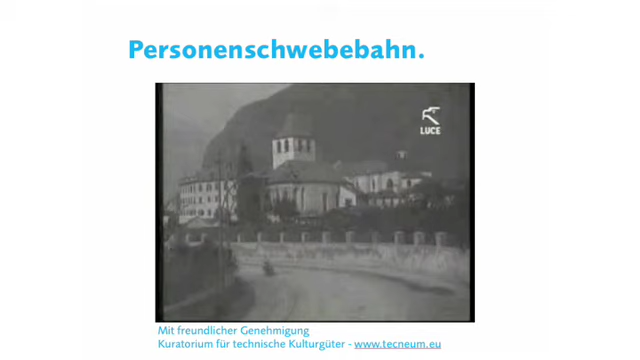 Personenschwebebahn.
LUCE
Mit freundlicher Genehmigung
Kuratorium für technische Kulturgüter - www.tecneum.eu